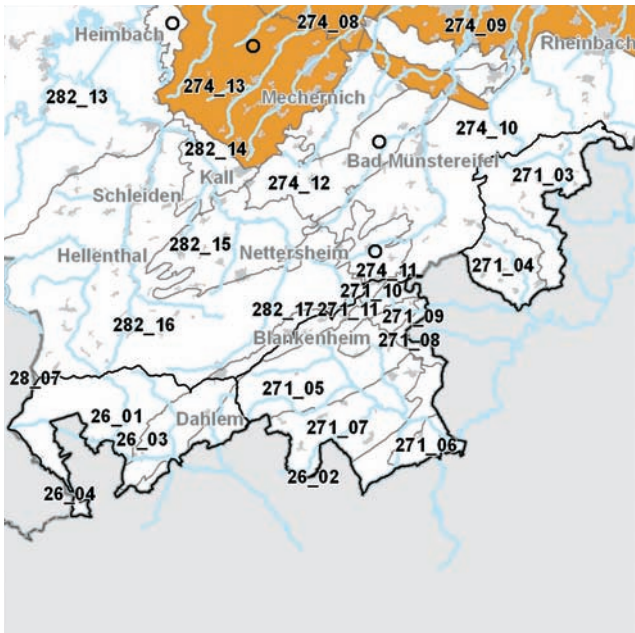 274_08
274_09
Heimbach
Rheinbach
274_13
282_13
Mechernich
274_10
282_14
Bad Münstereifel
Kall
271_03
274_12
Schleiden
282_15
Hellenthal
Nettersheim
271_04
274_11
271_10
282_17
271_11
271_09
282_16
Blankenheim
271_08
28_07
271_05
26_01
Dahlem
271_07
26_03
271_06
26_02
26_04